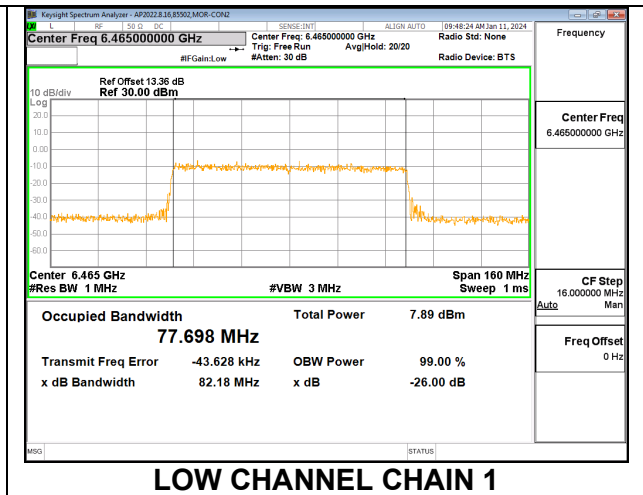 Keysight Spectrum Analyzer - AP2022.8.16,85502,MOR-CON2
L RF 50 Ω DC SENSE:INT ALIGN AUTO 09:48:24 AM Jan 11, 2024
Center Freq 6.465000000 GHz
Center Freq: 6.465000000 GHz
Radio Std: None
Trig: Free Run Avg|Hold: 20/20
#IFGain:Low
#Atten: 30 dB
Radio Device: BTS
Frequency
Ref Offset 13.36 dB
10 dB/div Ref 30.00 dBm
Log
20.0
10.0
0.0
-10.0
-20.0
-30.0
-40.0
-50.0
-60.0
Center 6.465 GHz
Span 160 MHz
#Res BW 1 MHz
#VBW 3 MHz
Sweep 1 ms
Center Freq
6.465000000 GHz
CF Step
16.000000 MHz
Auto Man
Freq Offset
0 Hz
Occupied Bandwidth
Total Power 7.89 dBm
77.698 MHz
Transmit Freq Error -43.628 kHz OBW Power 99.00 %
x dB Bandwidth 82.18 MHz x dB -26.00 dB
MSG
STATUS
LOW CHANNEL CHAIN 1